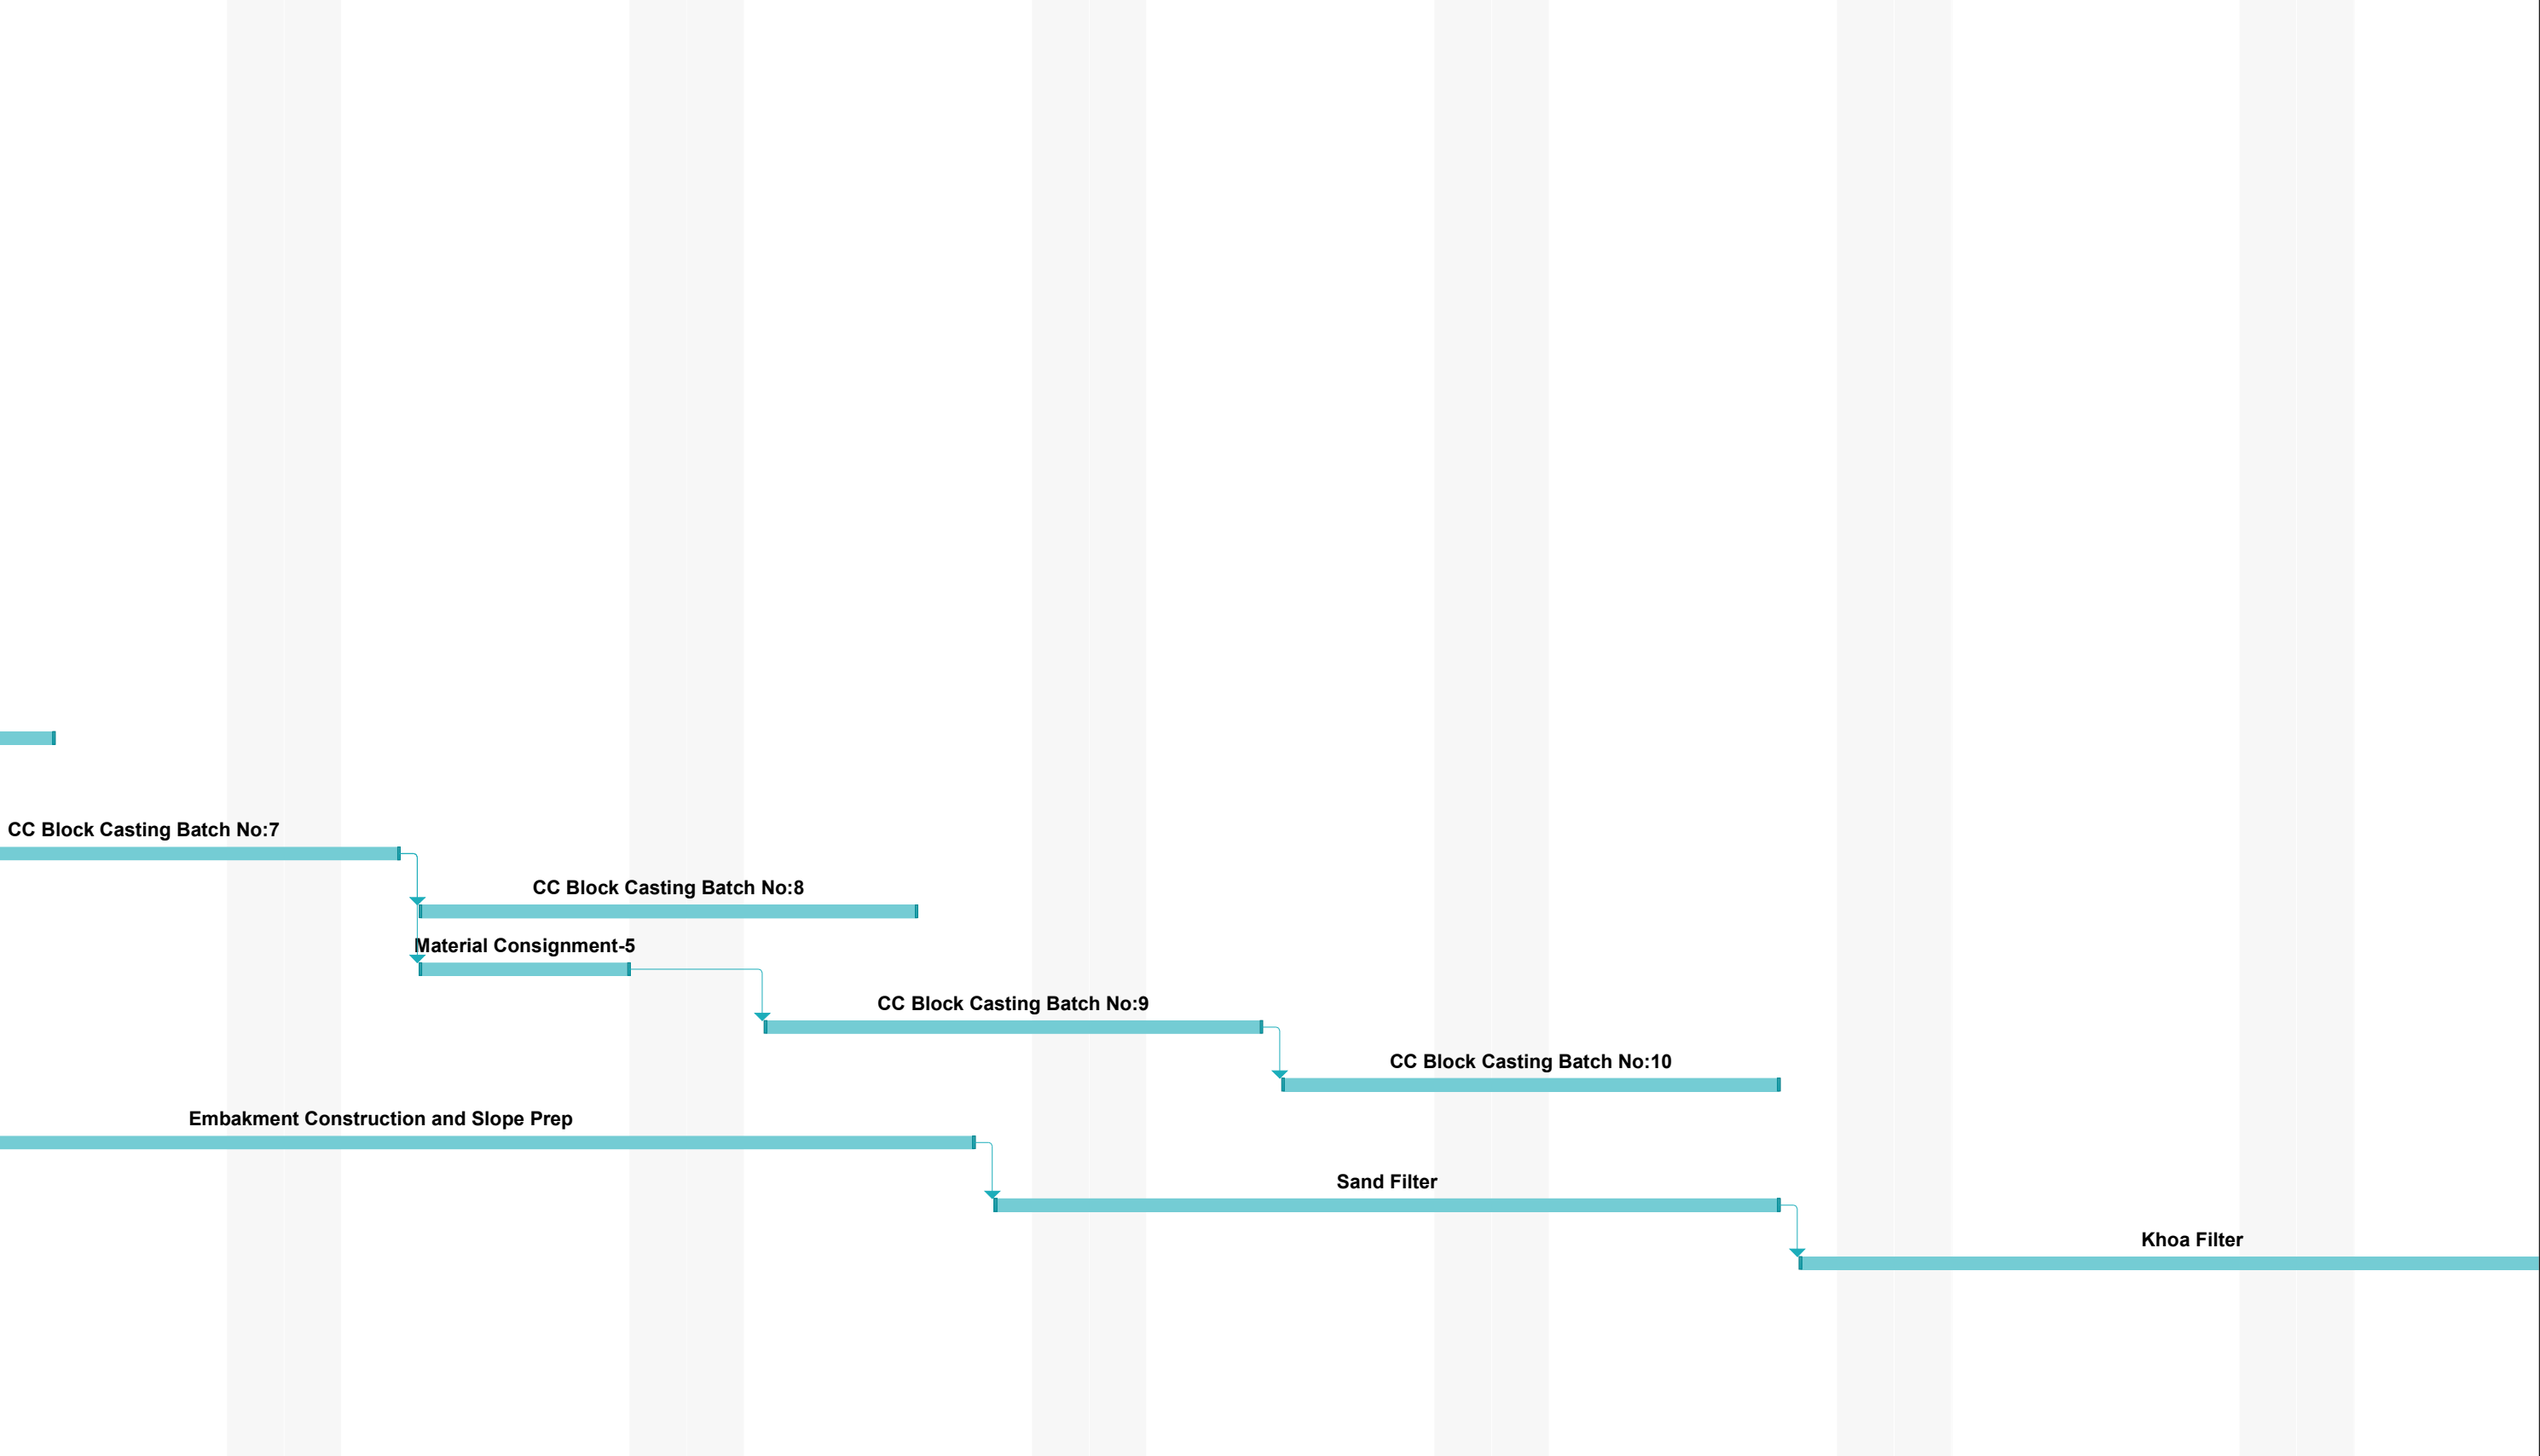 CC Block Casting Batch No:7
CC Block Casting Batch No:8
Material Consignment-5
CC Block Casting Batch No:9
CC Block Casting Batch No:10
Embakment Construction and Slope Prep
Sand Filter
Khoa Filter